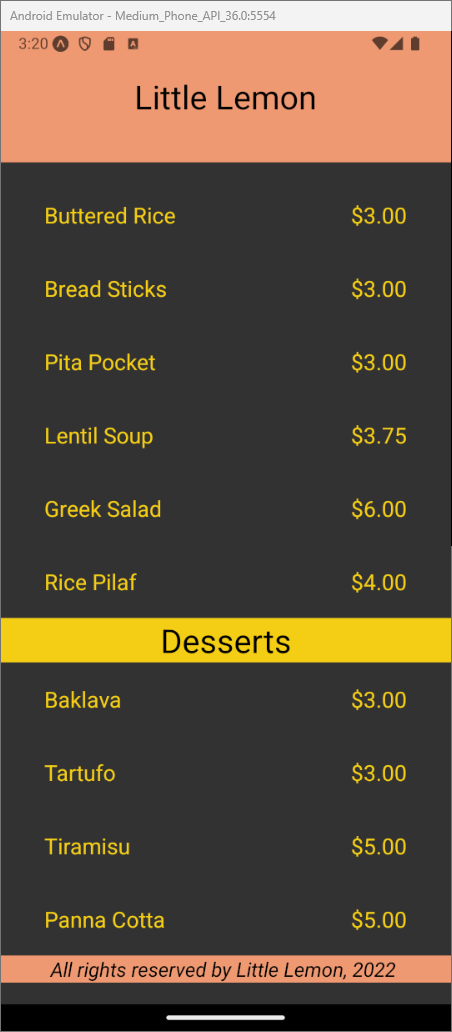 Android Emulator - Medium_Phone_API_36.0:5554
3:20
Little Lemon
Buttered Rice $3.00
Bread Sticks $3.00
Pita Pocket $3.00
Lentil Soup $3.75
Greek Salad $6.00
Rice Pilaf $4.00
Desserts
Baklava $3.00
Tartufo $3.00
Tiramisu $5.00
Panna Cotta $5.00
All rights reserved by Little Lemon, 2022